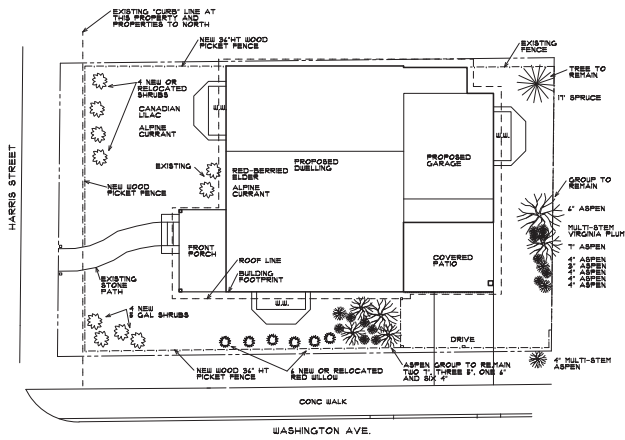 EXISTING "CURB" LINE AT
THIS PROPERTY AND
PROPERTIES TO NORTH
NEW 36"HT WOOD
PICKET FENCE
EXISTING
FENCE
TREE TO
REMAIN
17' SPRUCE
4 NEW OR
RELOCATED
SHRUBS
CANADIAN
LILAC
ALPINE
CURRANT
W.W.
W.W.
EXISTING
RED-BERRIED
ELDER
ALPINE
CURRANT
PROPOSED
DWELLING
PROPOSED
GARAGE
HARRIS STREET
NEW WOOD
PICKET FENCE
GROUP TO
REMAIN
6" ASPEN
MULTI-STEM
VIRGINIA PLUM
7" ASPEN
4" ASPEN
3" ASPEN
4" ASPEN
4" ASPEN
4" ASPEN
FRONT
PORCH
COVERED
PATIO
ROOF LINE
BUILDING
FOOTPRINT
EXISTING
STONE
PATH
W.W.
4 NEW
5 GAL SHRUBS
DRIVE
NEW WOOD 36" HT
PICKET FENCE
6 NEW OR RELOCATED
RED WILLOW
ASPEN GROUP TO REMAIN
TWO 7", THREE 5", ONE 6"
AND SIX 4"
4" MULTI-STEM
ASPEN
CONC WALK
WASHINGTON AVE.